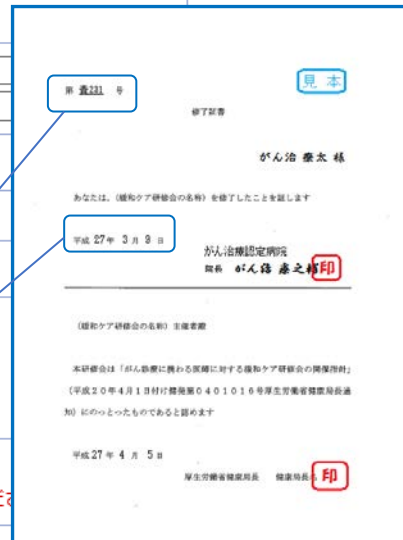 見本
第 養231 号
修了証書
がん治 療太 様
あなたは、(緩和ケア研修会の名称)を修了したことを証します
平成 27年 3月 9日
がん治療認定病院
院長 がん治 療之輔 印
(緩和ケア研修会の名称)主催者殿
本研修会は「がん診療に携わる医師に対する緩和ケア研修会の開催指針」
(平成20年4月1日付け健発第0401016号厚生労働省健康局長通
知)にのっとったものであると認めます
平成 27年 4月 5日
厚生労働省健康局長 健康局長 印